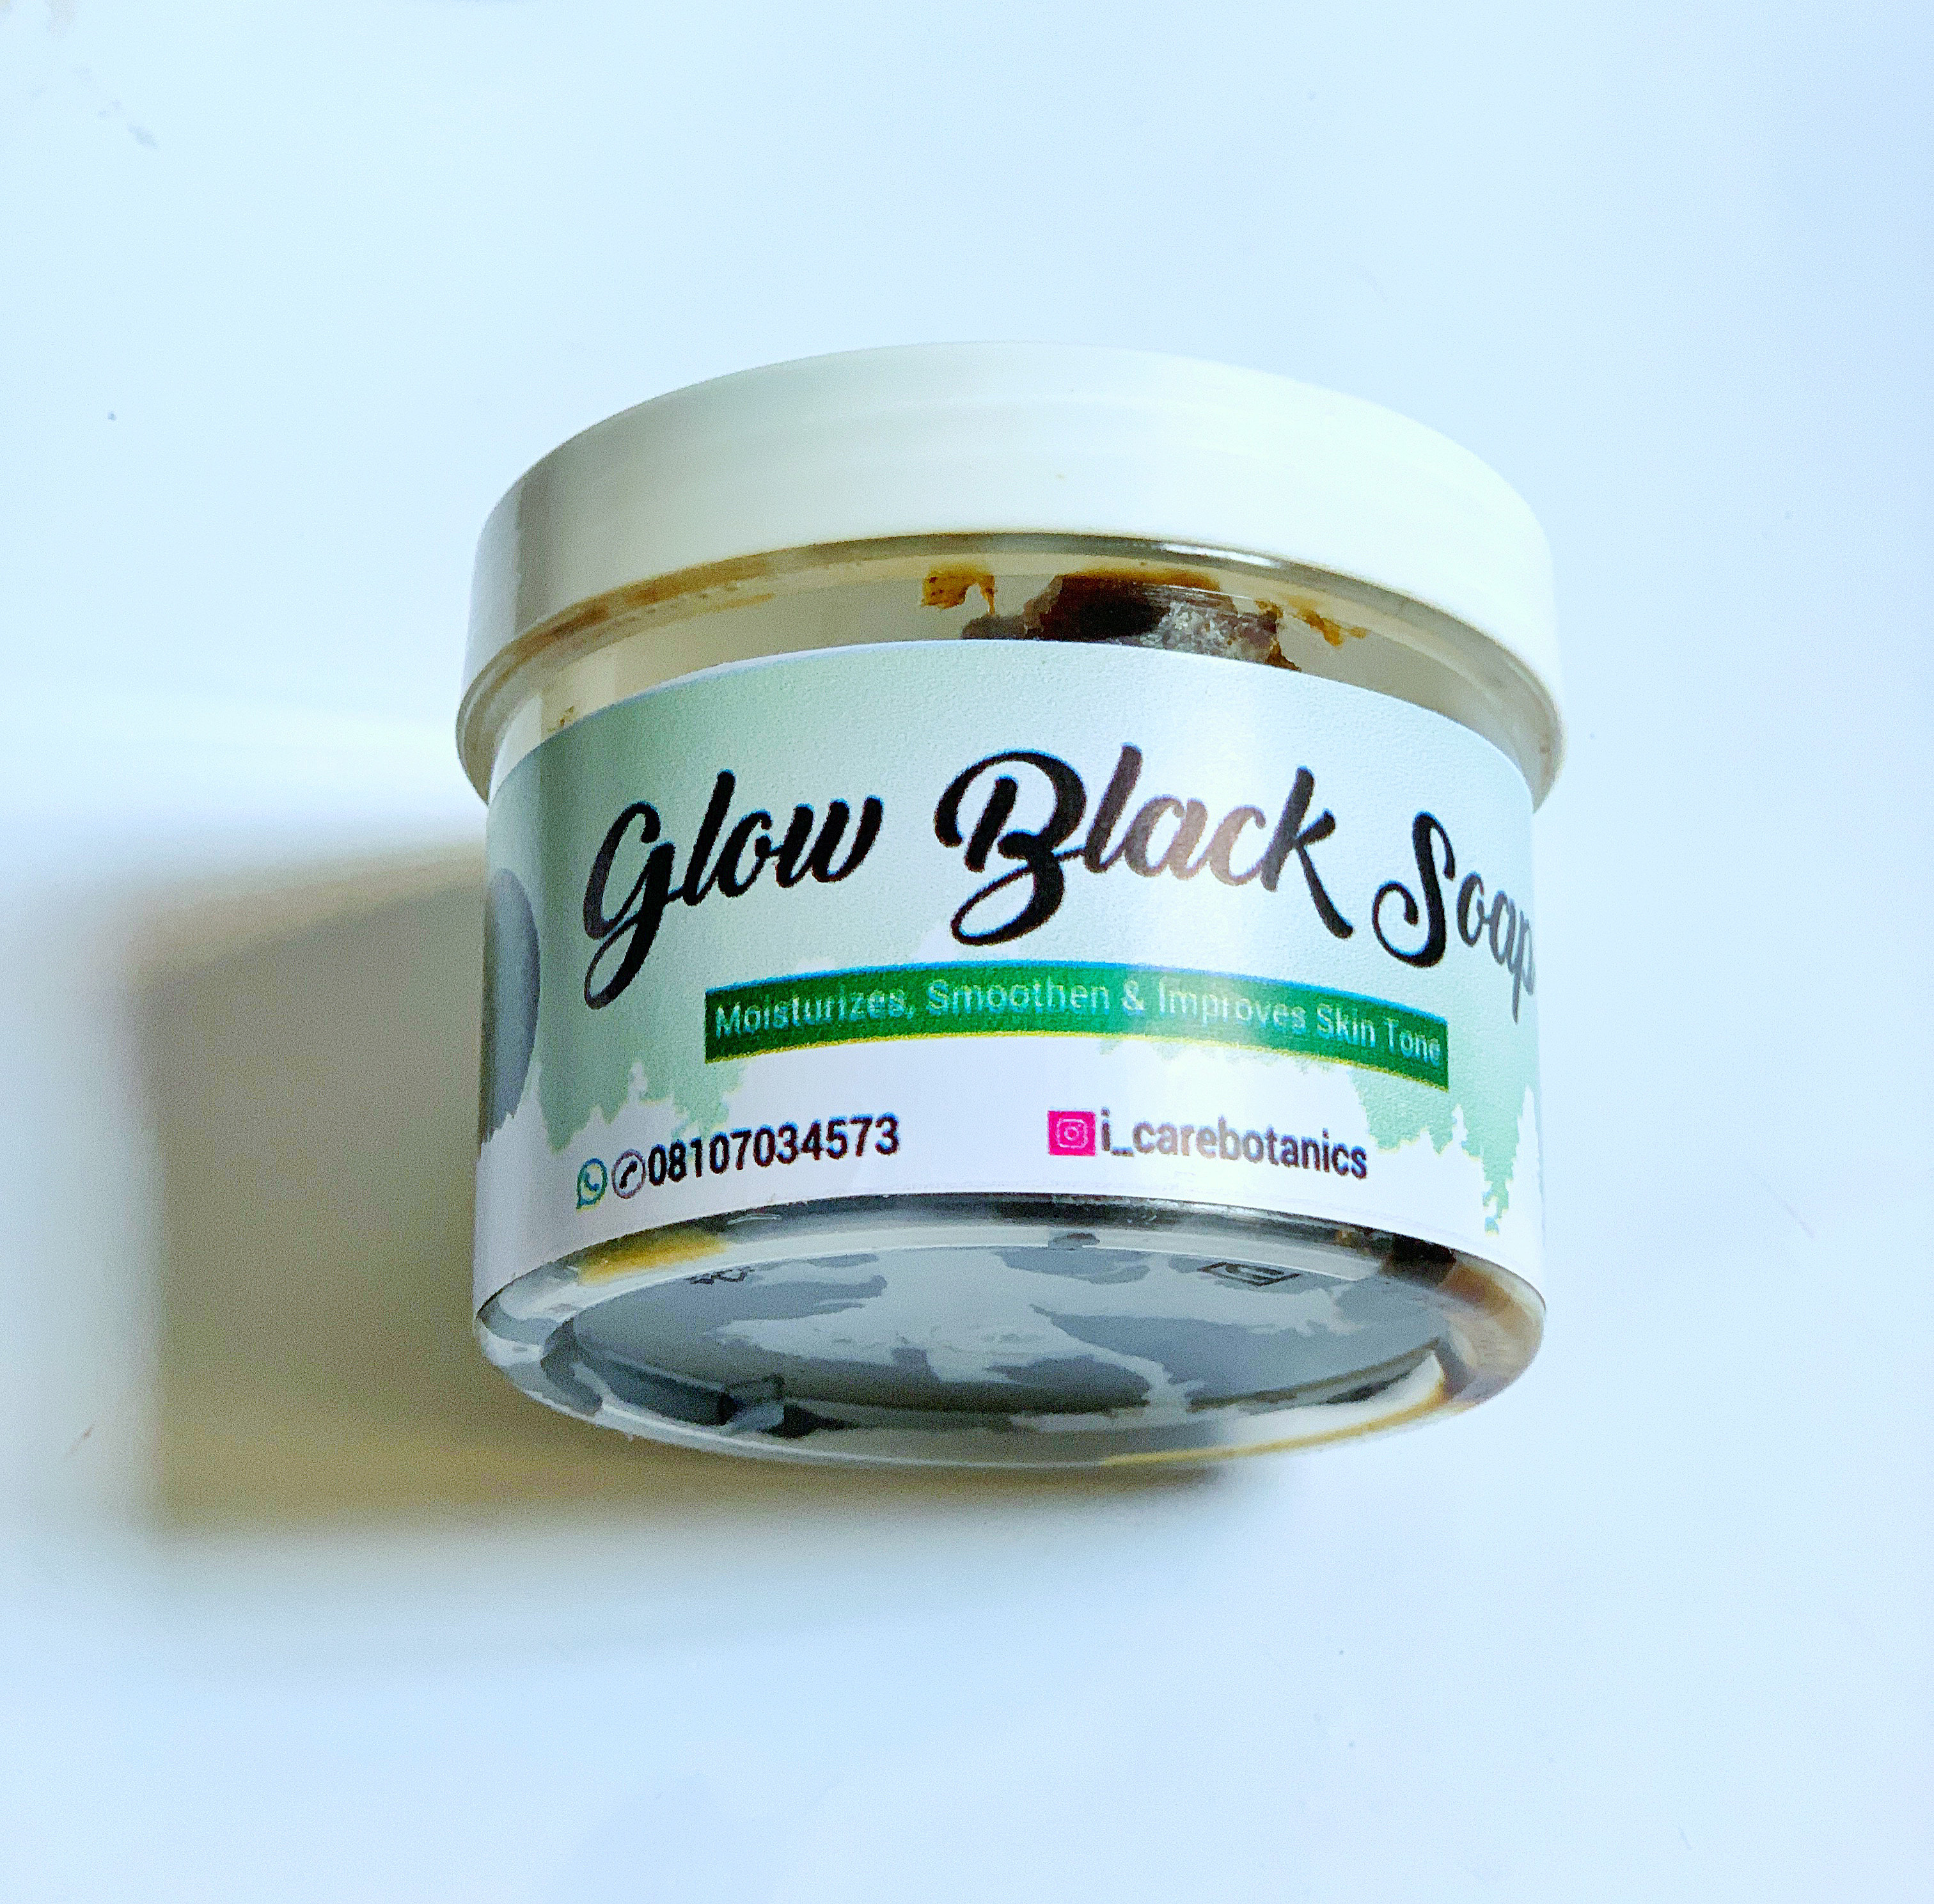 Glow Black Soap
Moisturizes, Smoothen & Improves Skin Tone
08107034573
i_carebotanics